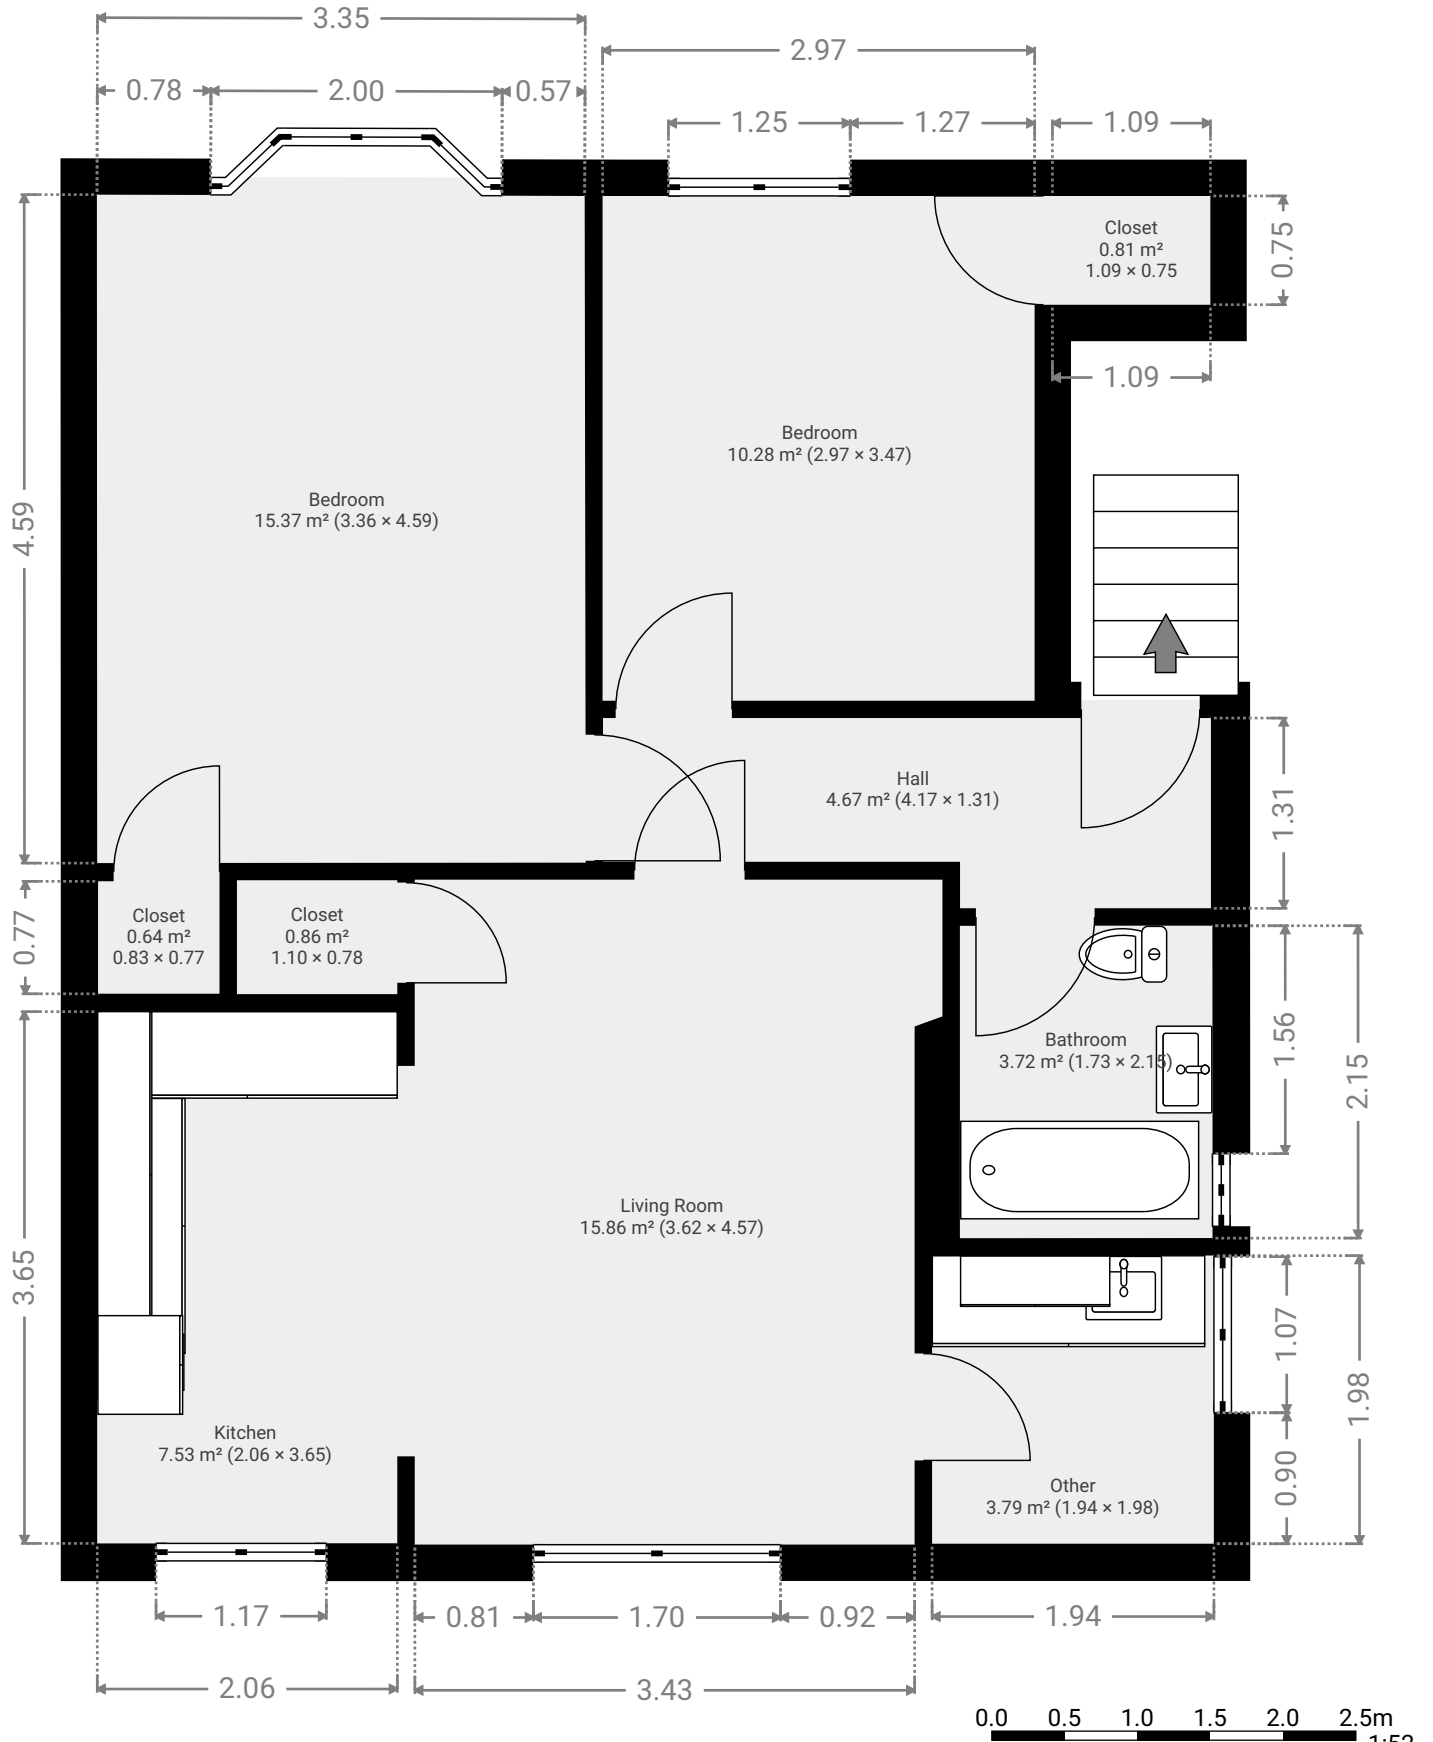 3.35
2.97
0.78
2.00
0.57
1.25
1.27
1.09
Closet
0.81 m²
1.09 × 0.75
0.75
1.09
Bedroom
10.28 m² (2.97 × 3.47)
Bedroom
15.37 m² (3.36 × 4.59)
4.59
Hall
4.67 m² (4.17 × 1.31)
1.31
Closet
0.64 m²
0.83 × 0.77
Closet
0.86 m²
1.10 × 0.78
0.77
Bathroom
3.72 m² (1.73 × 2.15)
1.56
2.15
Living Room
15.86 m² (3.62 × 4.57)
3.65
1.07
1.98
Kitchen
7.53 m² (2.06 × 3.65)
0.90
Other
3.79 m² (1.94 × 1.98)
1.17
0.81
1.70
0.92
1.94
2.06
3.43
0.0 0.5 1.0 1.5 2.0 2.5m